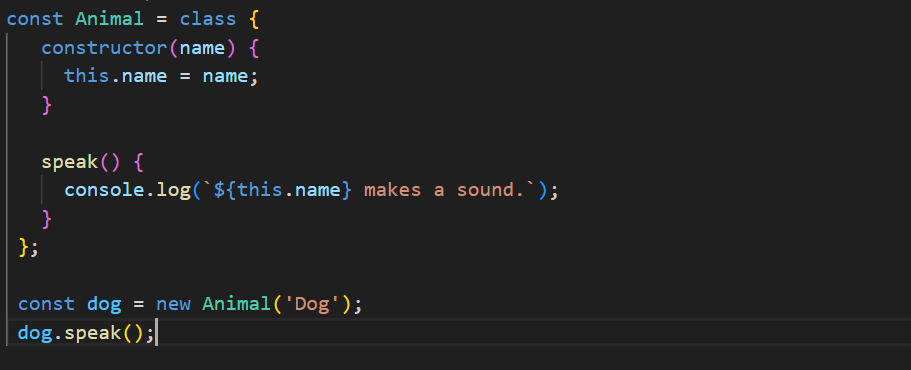 const Animal = class {
constructor(name) {
this.name = name;
}
speak() {
console.log(`${this.name} makes a sound.`);
}
};
const dog = new Animal('Dog');
dog.speak();